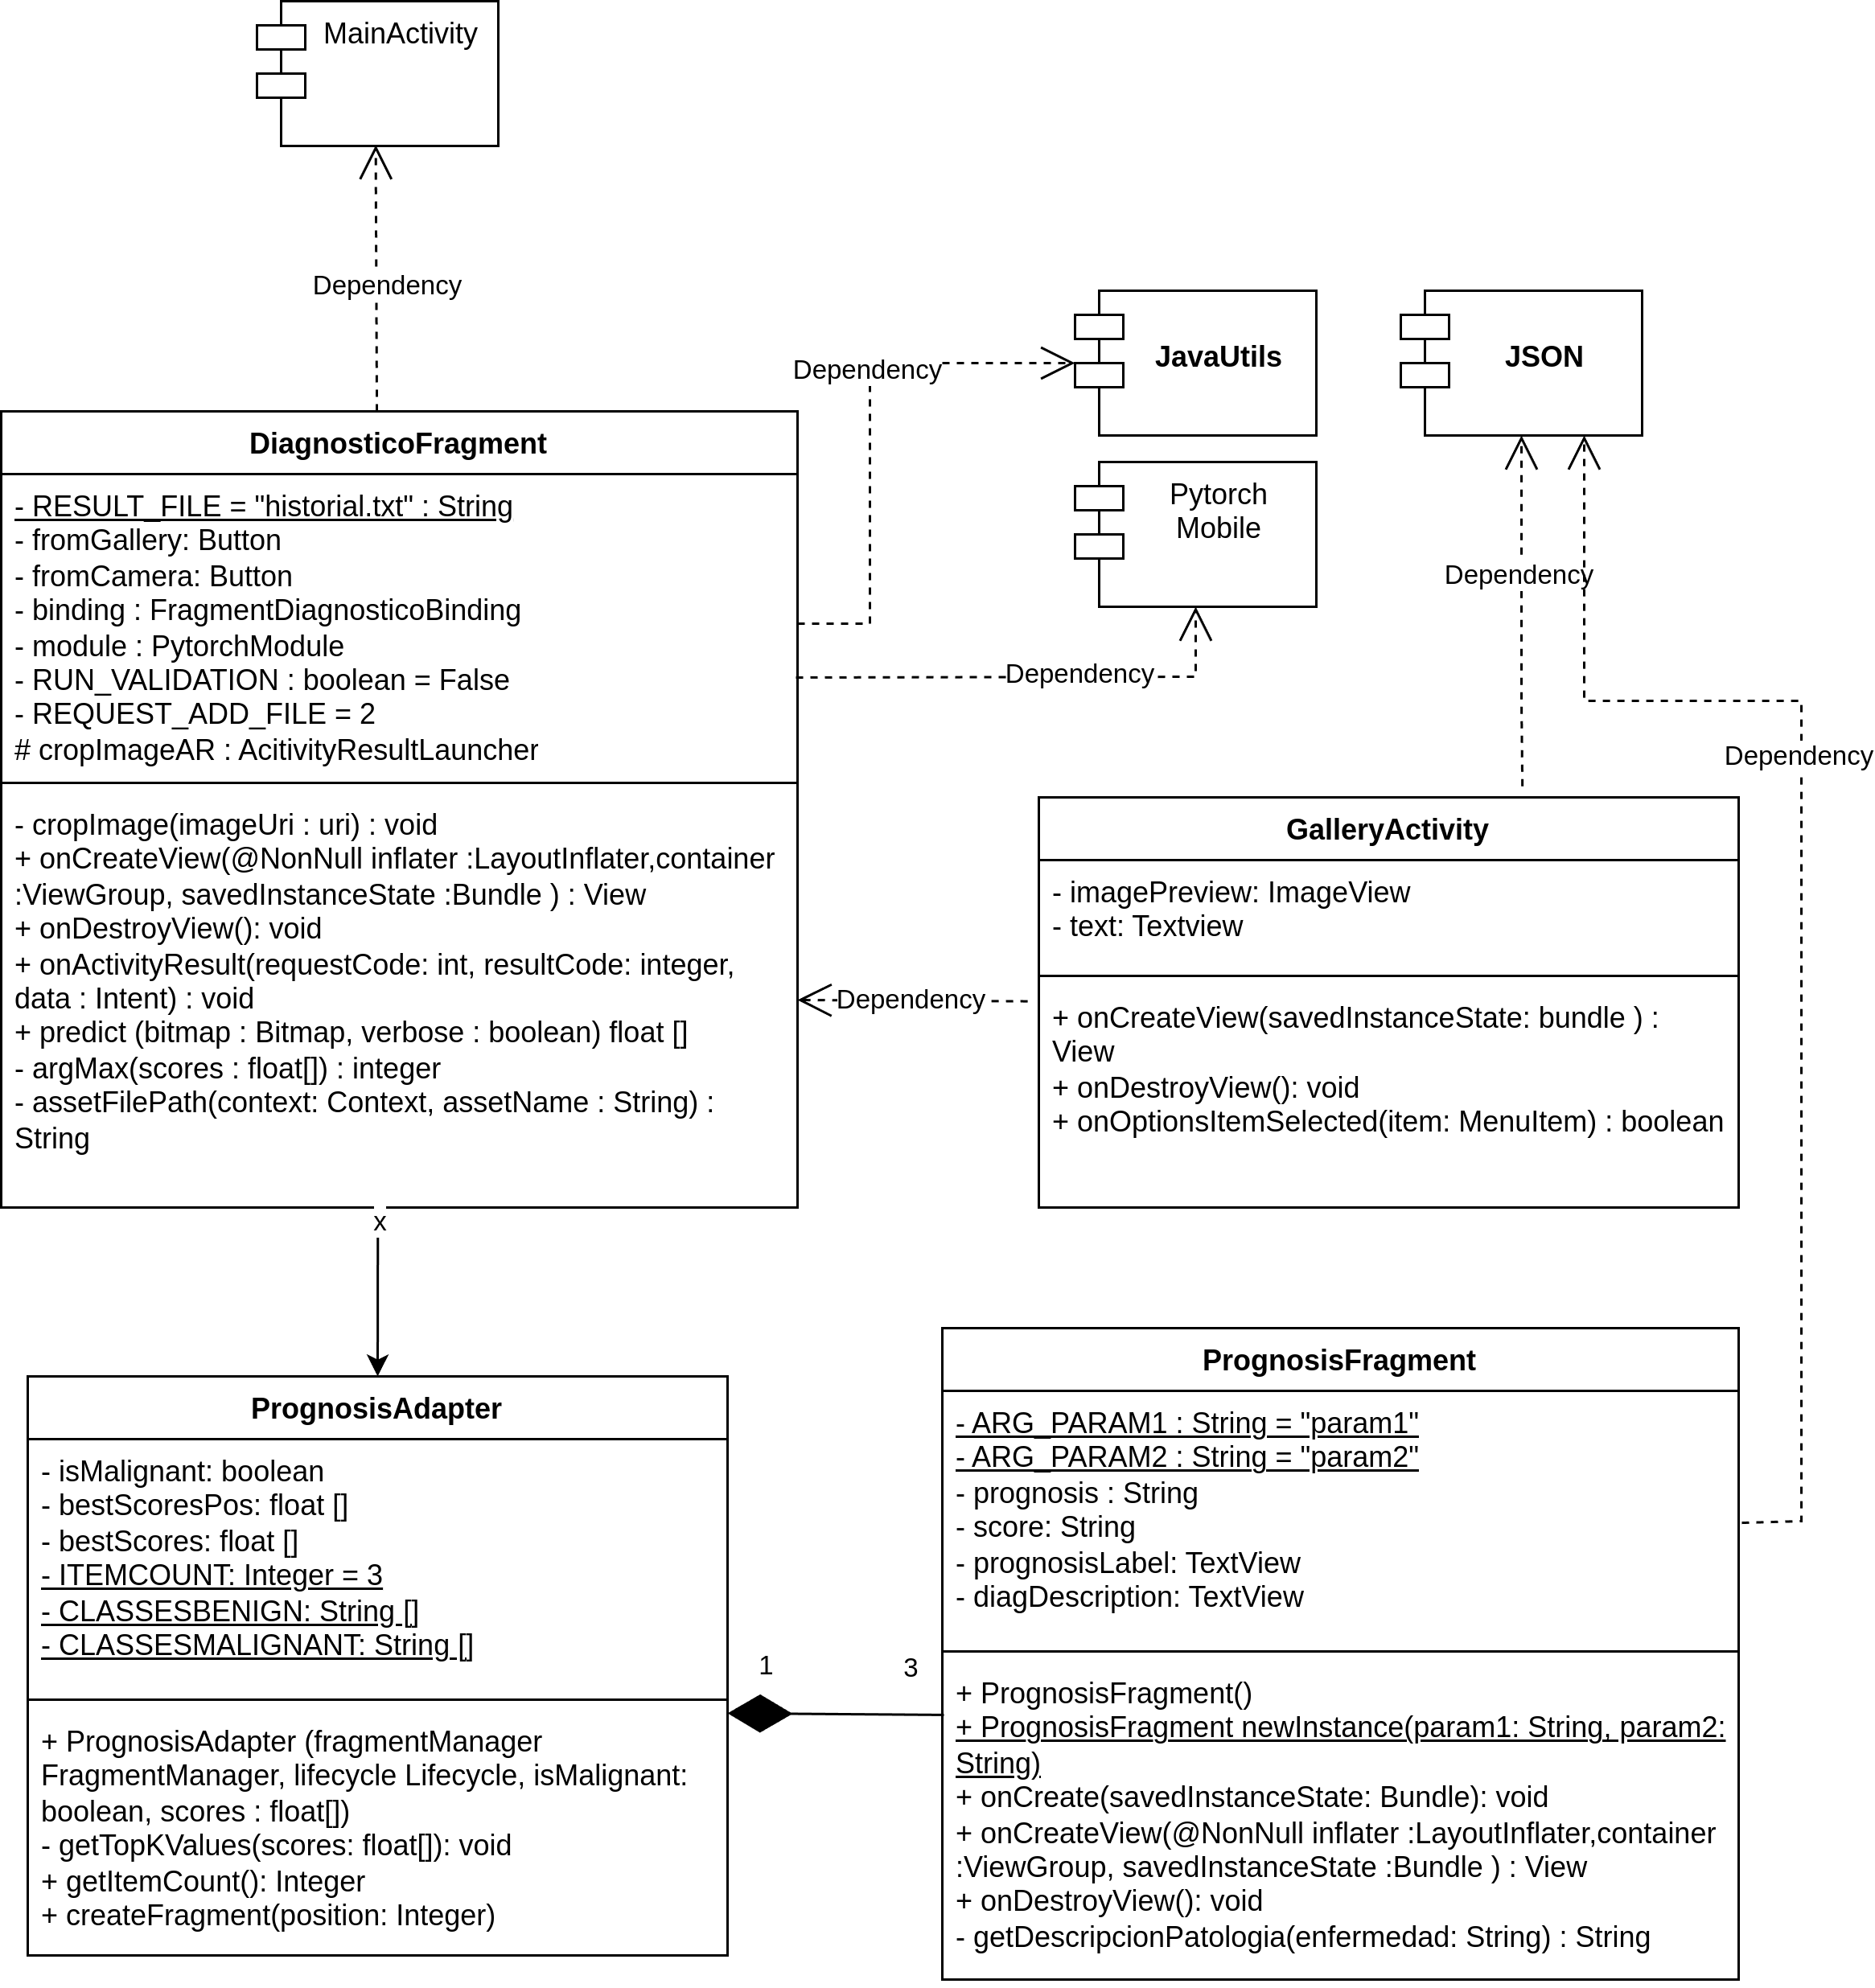 MainActivity
Dependency
JavaUtils
JSON
Dependency
DiagnosticoFragment
- RESULT_FILE = "historial.txt" : String
- fromGallery: Button
- fromCamera: Button
- binding : FragmentDiagnosticoBinding
- module : PytorchModule
- RUN_VALIDATION : boolean = False
- REQUEST_ADD_FILE = 2
# cropImageAR : AcitivityResultLauncher
- cropImage(imageUri : uri) : void
+ onCreateView(@NonNull inflater :LayoutInflater,container
:ViewGroup, savedInstanceState :Bundle ) : View
+ onDestroyView(): void
+ onActivityResult(requestCode: int, resultCode: integer,
data : Intent) : void
+ predict (bitmap : Bitmap, verbose : boolean) float []
- argMax(scores : float[]) : integer
- assetFilePath(context: Context, assetName : String) :
String
Pytorch
Mobile
Dependency
Dependency
Dependency
GalleryActivity
- imagePreview: ImageView
- text: Textview
+ onCreateView(savedInstanceState: bundle ) :
View
+ onDestroyView(): void
+ onOptionsItemSelected(item: MenuItem) : boolean
Dependency
x
PrognosisAdapter
- isMalignant: boolean
- bestScoresPos: float []
- bestScores: float []
- ITEMCOUNT: Integer = 3
- CLASSESBENIGN: String []
- CLASSESMALIGNANT: String []
+ PrognosisAdapter (fragmentManager
FragmentManager, lifecycle Lifecycle, isMalignant:
boolean, scores : float[])
- getTopKValues(scores: float[]): void
+ getItemCount(): Integer
+ createFragment(position: Integer)
1
3
PrognosisFragment
- ARG_PARAM1 : String = "param1"
- ARG_PARAM2 : String = "param2"
- prognosis : String
- score: String
- prognosisLabel: TextView
- diagDescription: TextView
+ PrognosisFragment()
+ PrognosisFragment newInstance(param1: String, param2:
String)
+ onCreate(savedInstanceState: Bundle): void
+ onCreateView(@NonNull inflater :LayoutInflater,container
:ViewGroup, savedInstanceState :Bundle ) : View
+ onDestroyView(): void
- getDescripcionPatologia(enfermedad: String) : String